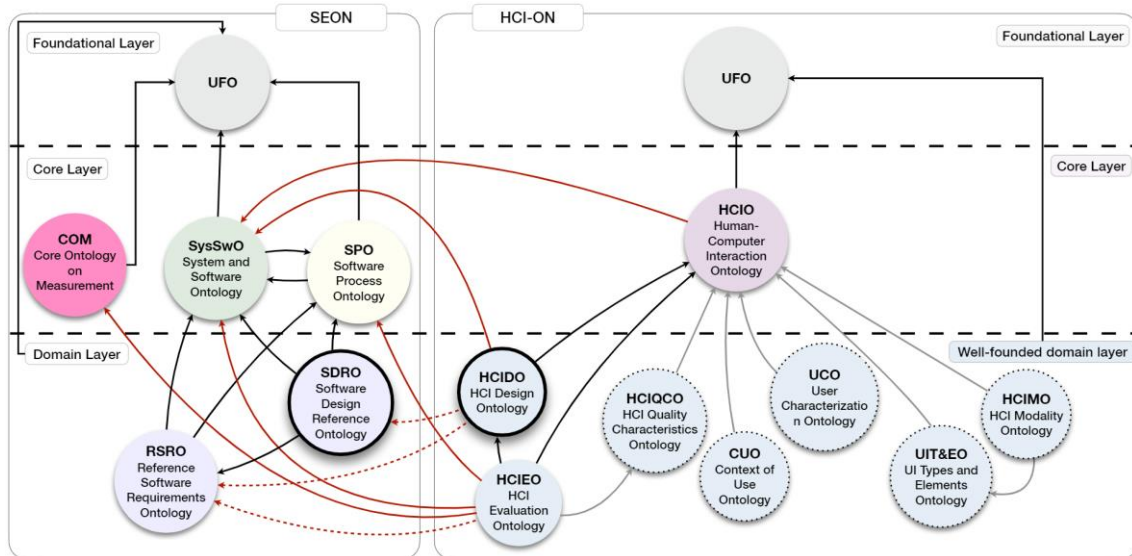 SEON
HCI-ON
Foundational Layer
Foundational Layer
UFO
UFO
Core Layer
Core Layer
COM
Core Ontology
on
Measurement
SysSwO
System and
Software
Ontology
SPO
Software
Process
Ontology
HCIO
Human-
Computer
Interaction
Ontology
Domain Layer
Well-founded domain layer
SDRO
Software
Design
Reference
Ontology
HCIDO
HCI Design
Ontology
HCIQCO
HCI Quality
Characteristics
Ontology
UCO
User
Characterizatio
n Ontology
HCIMO
HCI Modality
Ontology
RSRO
Reference
Software
Requirements
Ontology
HCIEO
HCI
Evaluation
Ontology
CUO
Context of
Use
Ontology
UIT&EO
UI Types and
Elements
Ontology